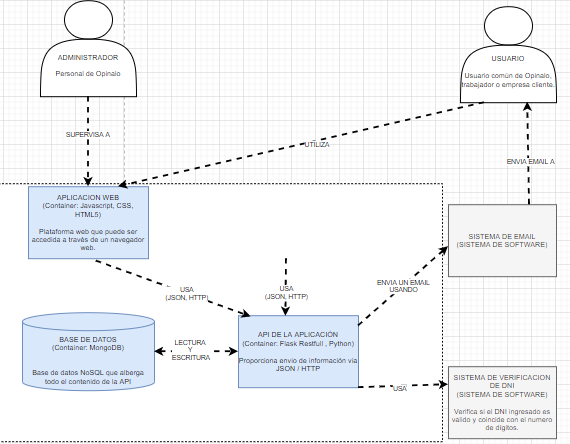 ADMINISTRADOR
Personal de Opinalo
USUARIO
Usuario común de Opinalo,
trabajador o empresa cliente.
SUPERVISA A
UTILIZA
ENVIA EMAIL A
APLICACION WEB
(Container: Javascript, CSS,
HTML5)
Plataforma web que puede ser
accedida a través de un navegador
web.
SISTEMA DE EMAIL
(SISTEMA DE SOFTWARE)
USA
(JSON, HTTP)
USA
(JSON, HTTP)
ENVIA UN EMAIL
USANDO
BASE DE DATOS
(Container: MongoDB)
Base de datos NoSQL que alberga
todo el contenido de la API
LECTURA
Y
ESCRITURA
API DE LA APLICACIÓN
(Container: Flask Restfull , Python)
Proporciona envio de información via
JSON / HTTP
USA
SISTEMA DE VERIFICACION
DE DNI
(SISTEMA DE SOFTWARE)
Verifica si el DNI ingresado es
valido y coincide con el numero
de digitos.